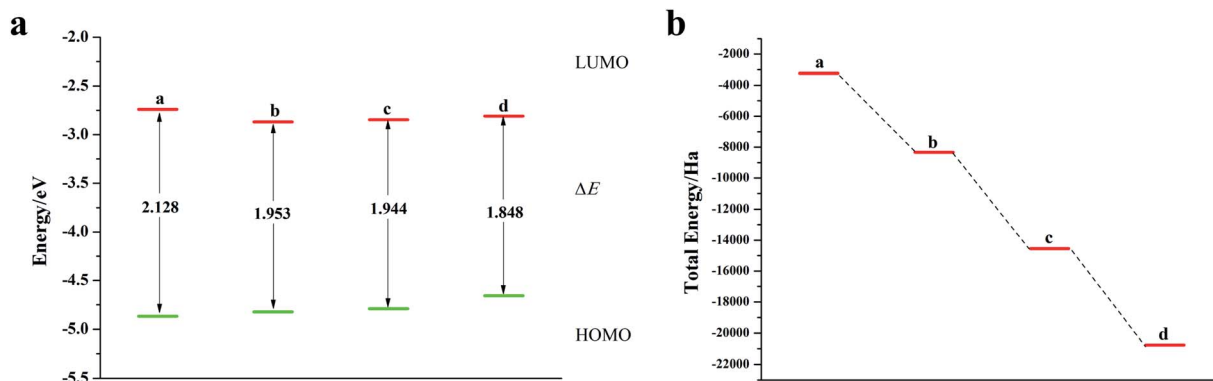 a
-2.0
-2.5
-3.0
-3.5
-4.0
-4.5
-5.0
-5.5
Energy/eV
a
b
c
d
2.128
1.953
1.944
1.848
LUMO
ΔE
HOMO
b
-2000
-4000
-6000
-8000
-10000
-12000
-14000
-16000
-18000
-20000
-22000
Total Energy/Ha
a
b
c
d